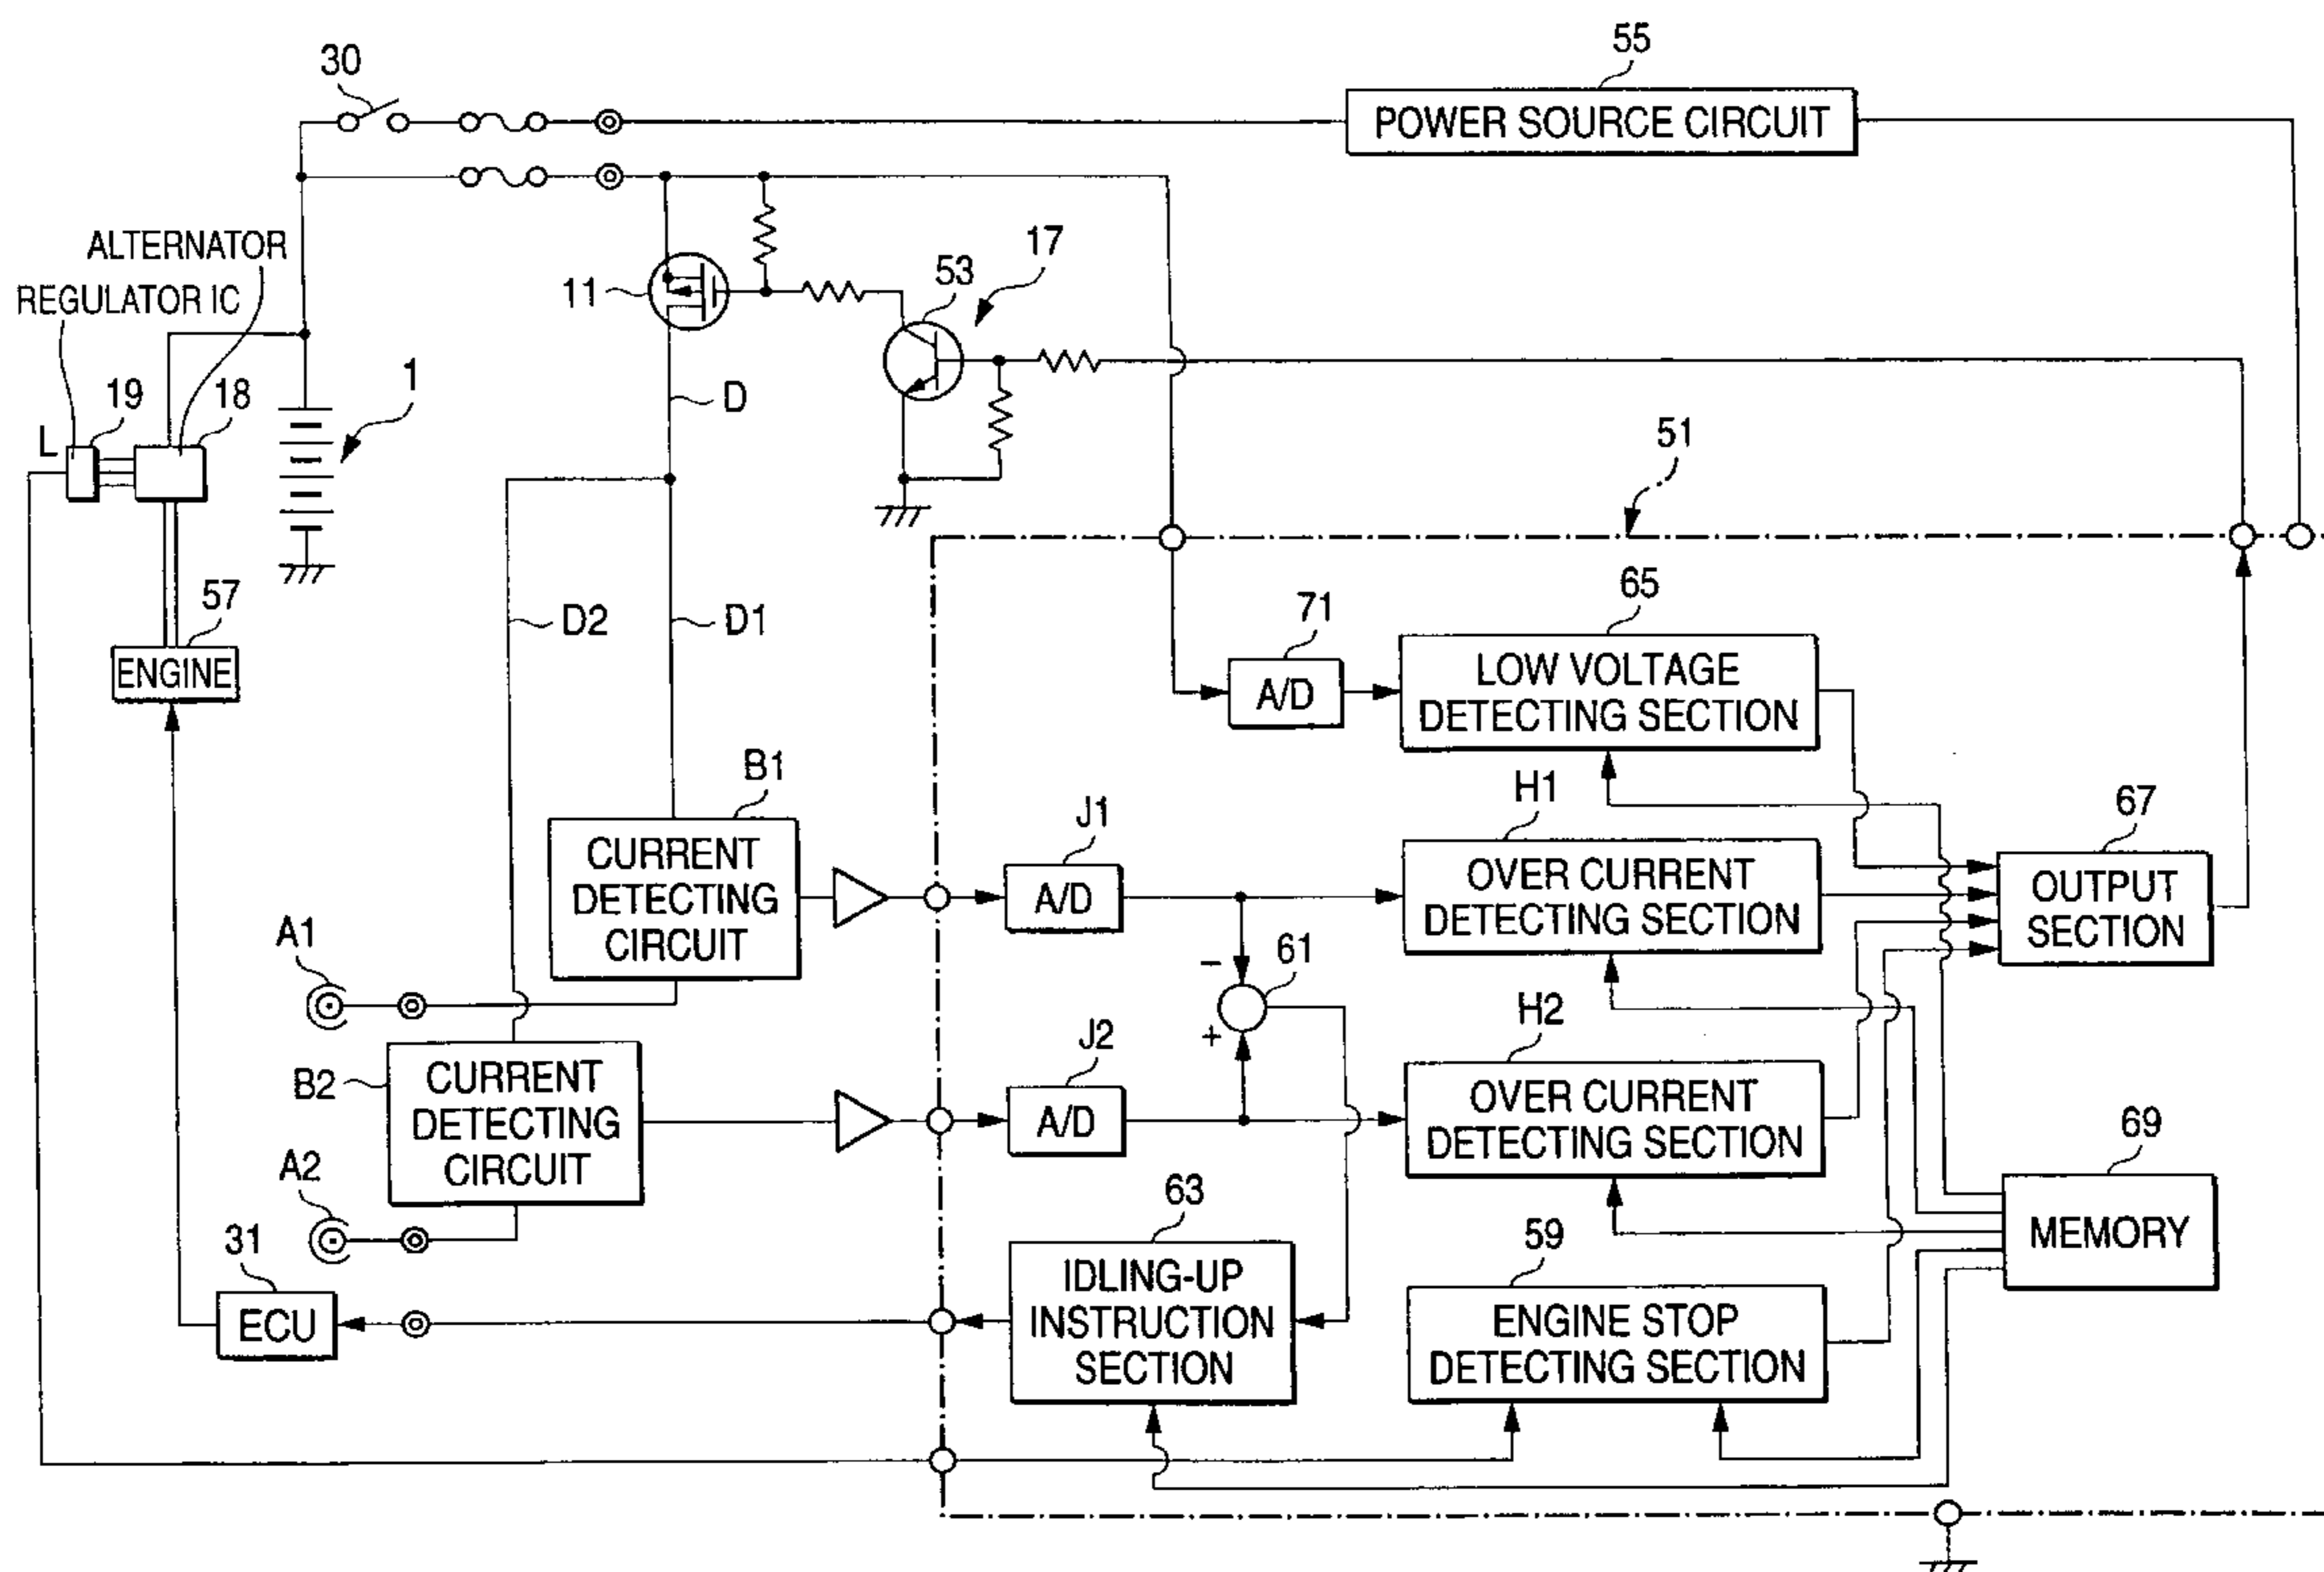 55
30
POWER SOURCE CIRCUIT
ALTERNATOR
REGULATOR IC
11
53
17
19
18
1
L
D
51
57
ENGINE
D2
D1
65
71
A/D
LOW VOLTAGE
DETECTING SECTION
B1
CURRENT
DETECTING
CIRCUIT
J1
A/D
H1
OVER CURRENT
DETECTING SECTION
67
OUTPUT
SECTION
A1
−
61
+
B2
CURRENT
DETECTING
CIRCUIT
J2
A/D
H2
OVER CURRENT
DETECTING SECTION
69
MEMORY
A2
31
ECU
63
IDLING-UP
INSTRUCTION
SECTION
59
ENGINE STOP
DETECTING SECTION